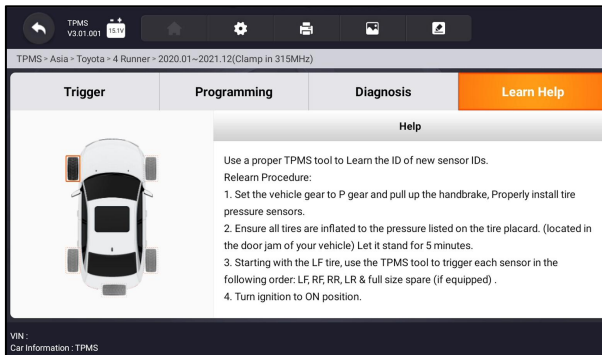 TPMS
V3.01.001
15.1V
TPMS > Asia > Toyota > 4 Runner > 2020.01~2021.12(Clamp in 315MHz)
Trigger
Programming
Diagnosis
Learn Help
Help
Use a proper TPMS tool to Learn the ID of new sensor IDs.
Relearn Procedure:
1. Set the vehicle gear to P gear and pull up the handbrake, Properly install tire
pressure sensors.
2. Ensure all tires are inflated to the pressure listed on the tire placard. (located in
the door jam of your vehicle) Let it stand for 5 minutes.
3. Starting with the LF tire, use the TPMS tool to trigger each sensor in the
following order: LF, RF, RR, LR & full size spare (if equipped) .
4. Turn ignition to ON position.
VIN :
Car Information : TPMS